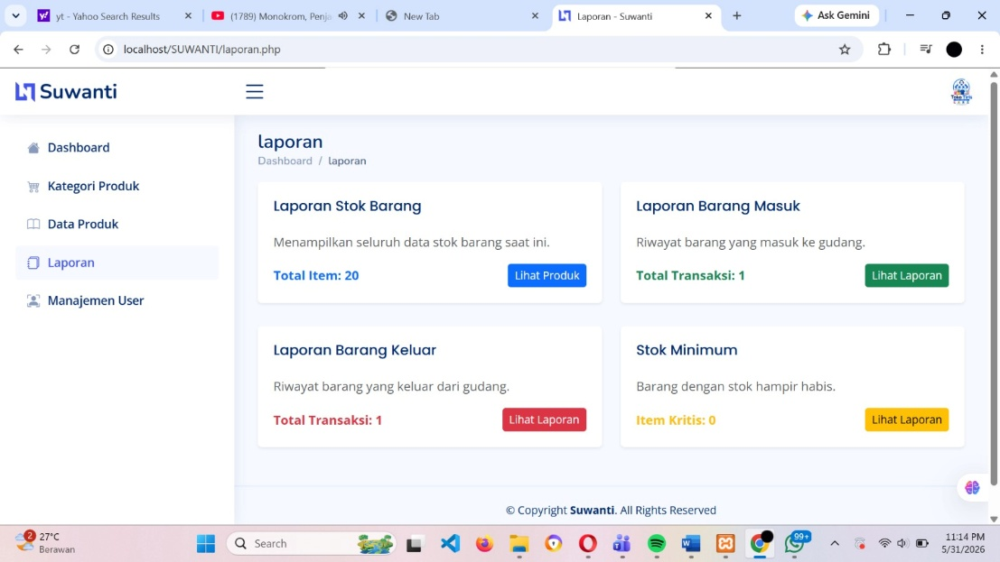 yt - Yahoo Search Results
(1789) Monokrom, Penja
New Tab
Laporan - Suwanti
Ask Gemini
localhost/SUWANTI/laporan.php
Suwanti
Dashboard
Kategori Produk
Data Produk
Laporan
Manajemen User
laporan
Dashboard / laporan
Laporan Stok Barang
Menampilkan seluruh data stok barang saat ini.
Total Item: 20
Lihat Produk
Laporan Barang Masuk
Riwayat barang yang masuk ke gudang.
Total Transaksi: 1
Lihat Laporan
Laporan Barang Keluar
Riwayat barang yang keluar dari gudang.
Total Transaksi: 1
Lihat Laporan
Stok Minimum
Barang dengan stok hampir habis.
Item Kritis: 0
Lihat Laporan
© Copyright Suwanti. All Rights Reserved
2
27°C
Berawan
Search
99+
11:14 PM
5/31/2026